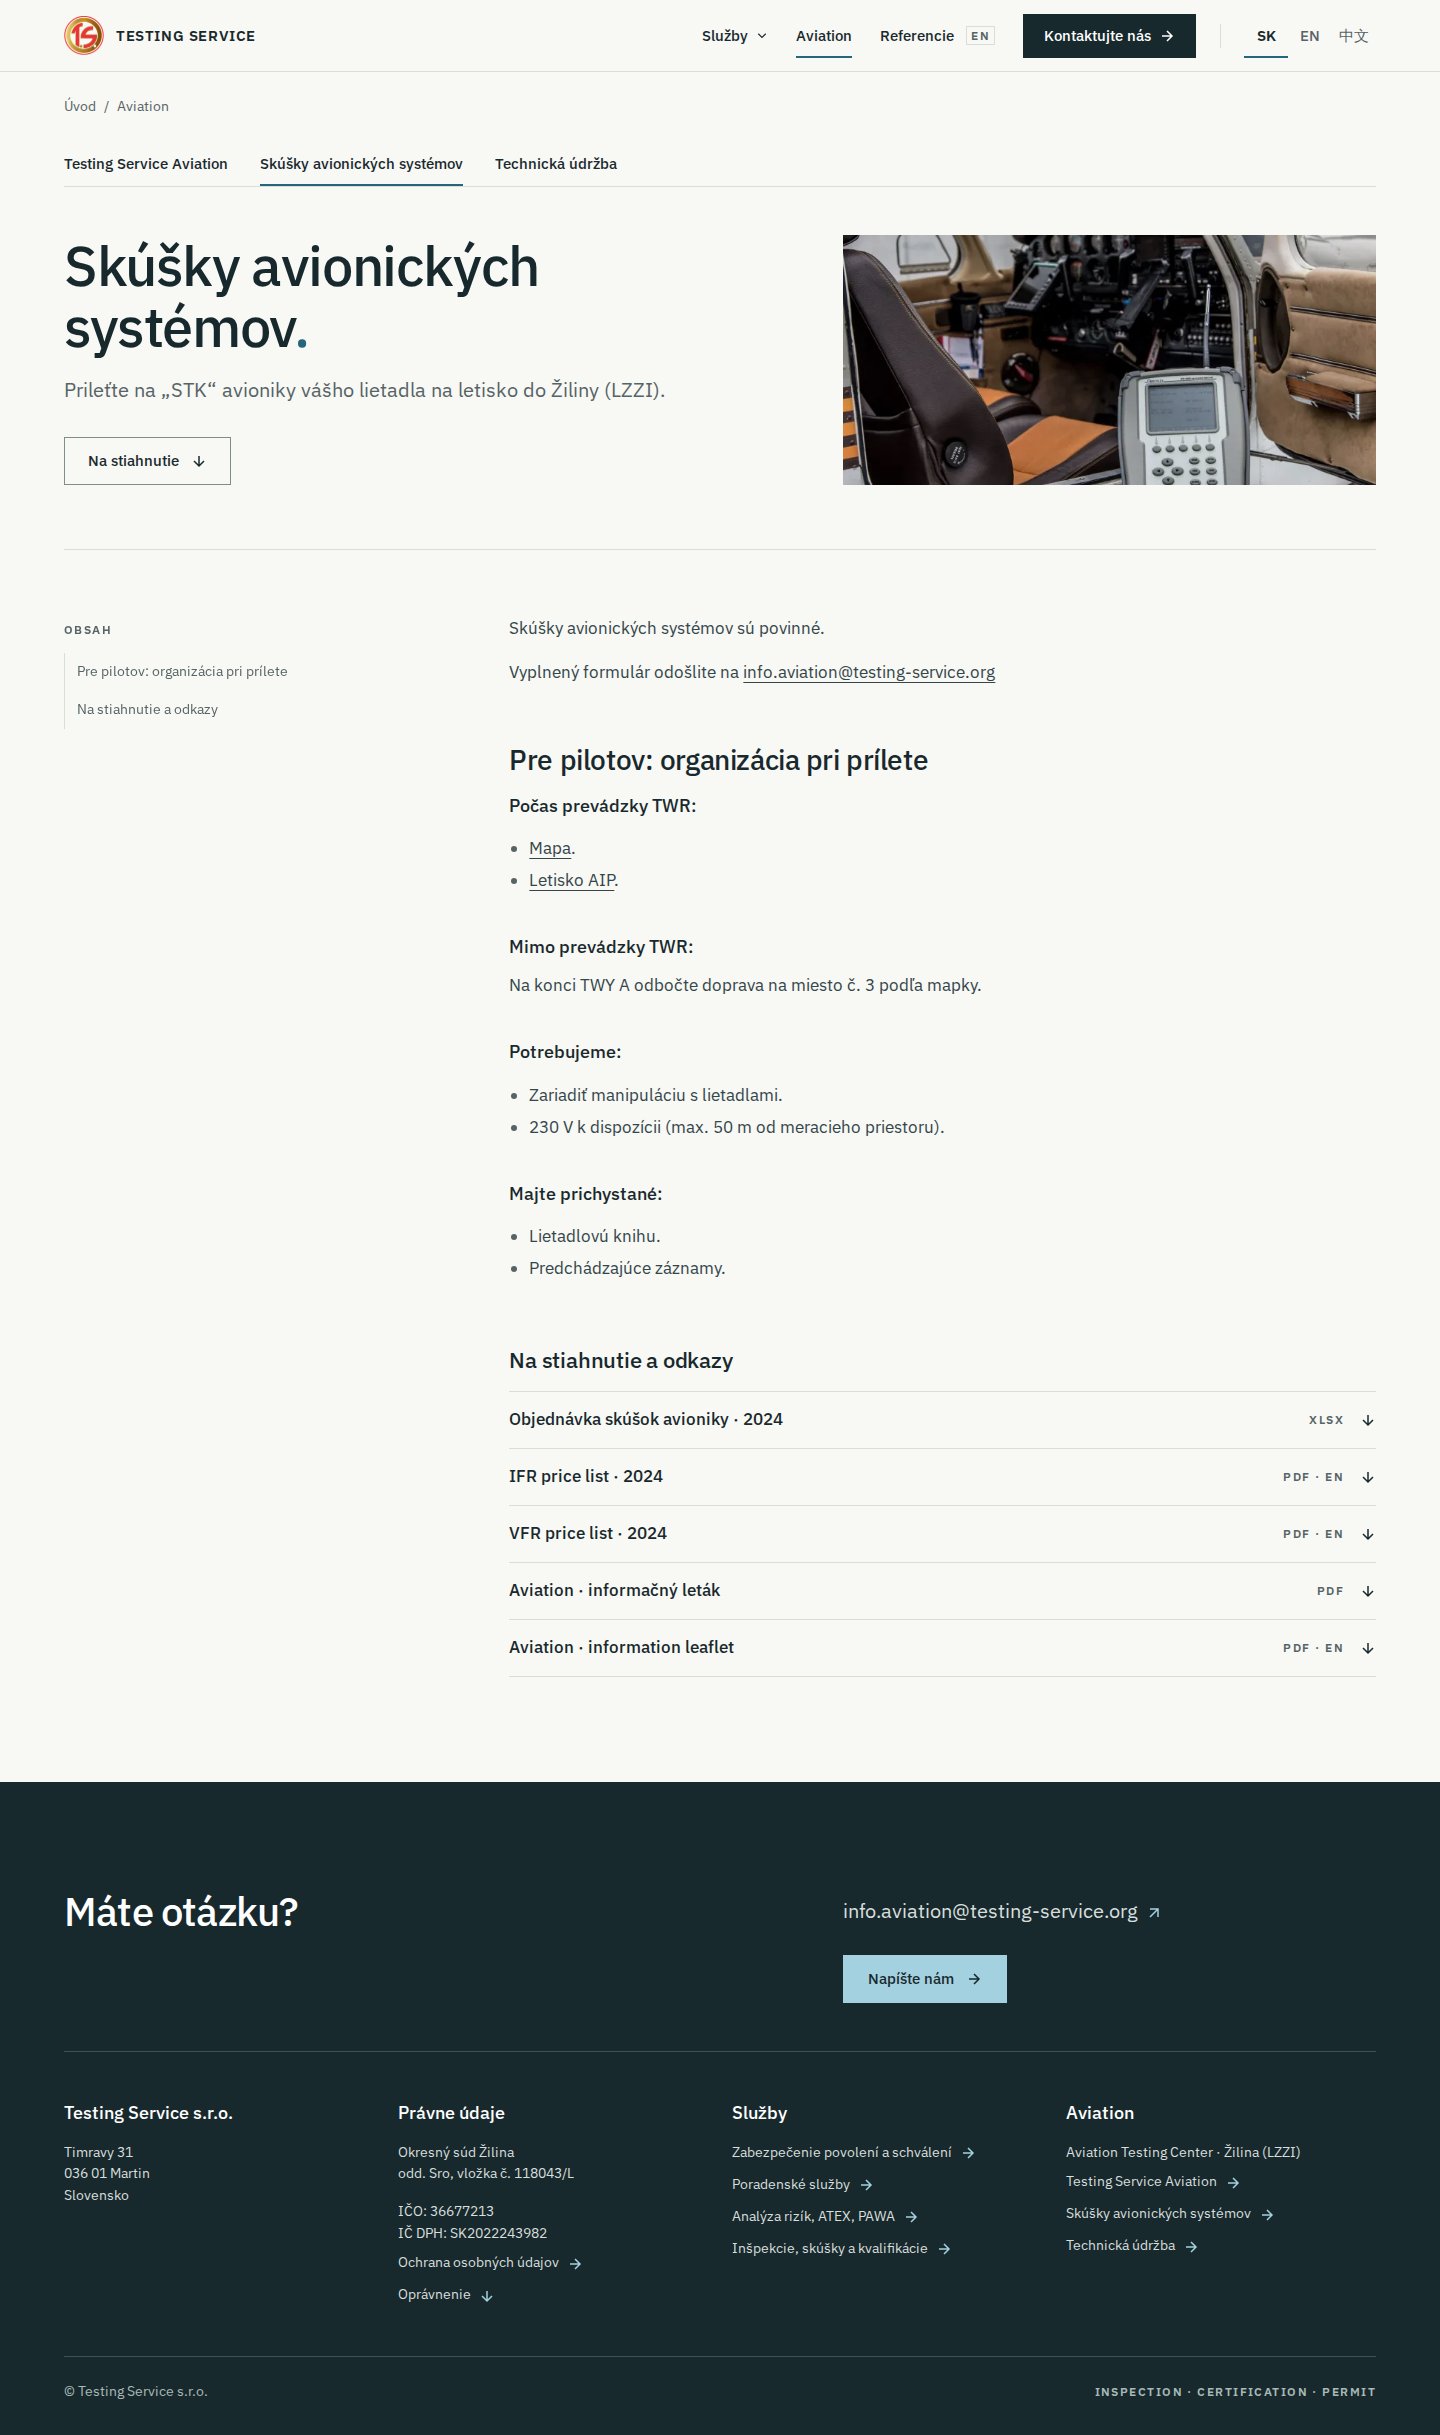 TESTING SERVICE
Služby
Aviation
Referencie EN
Kontaktujte nás →
SK
EN
中文
Úvod / Aviation
Testing Service Aviation
Skúšky avionických systémov
Technická údržba
Skúšky avionických
systémov.
Prileťte na „STK“ avioniky vášho lietadla na letisko do Žiliny (LZZI).
Na stiahnutie ↓
OBSAH
Pre pilotov: organizácia pri prílete
Na stiahnutie a odkazy
Skúšky avionických systémov sú povinné.
Vyplnený formulár odošlite na info.aviation@testing-service.org
Pre pilotov: organizácia pri prílete
Počas prevádzky TWR:
• Mapa.
• Letisko AIP.
Mimo prevádzky TWR:
Na konci TWY A odbočte doprava na miesto č. 3 podľa mapky.
Potrebujeme:
• Zariadiť manipuláciu s lietadlami.
• 230 V k dispozícii (max. 50 m od meracieho priestoru).
Majte prichystané:
• Lietadlovú knihu.
• Predchádzajúce záznamy.
Na stiahnutie a odkazy
Objednávka skúšok avioniky · 2024 XLSX ↓
IFR price list · 2024 PDF · EN ↓
VFR price list · 2024 PDF · EN ↓
Aviation · informačný leták PDF ↓
Aviation · information leaflet PDF · EN ↓
Máte otázku?
info.aviation@testing-service.org ↗
Napíšte nám →
Testing Service s.r.o.
Timravy 31
036 01 Martin
Slovensko
Právne údaje
Okresný súd Žilina
odd. Sro, vložka č. 118043/L
IČO: 36677213
IČ DPH: SK2022243982
Ochrana osobných údajov →
Oprávnenie ↓
Služby
Zabezpečenie povolení a schválení →
Poradenské služby →
Analýza rizík, ATEX, PAWA →
Inšpekcie, skúšky a kvalifikácie →
Aviation
Aviation Testing Center · Žilina (LZZI)
Testing Service Aviation →
Skúšky avionických systémov →
Technická údržba →
© Testing Service s.r.o.
INSPECTION · CERTIFICATION · PERMIT